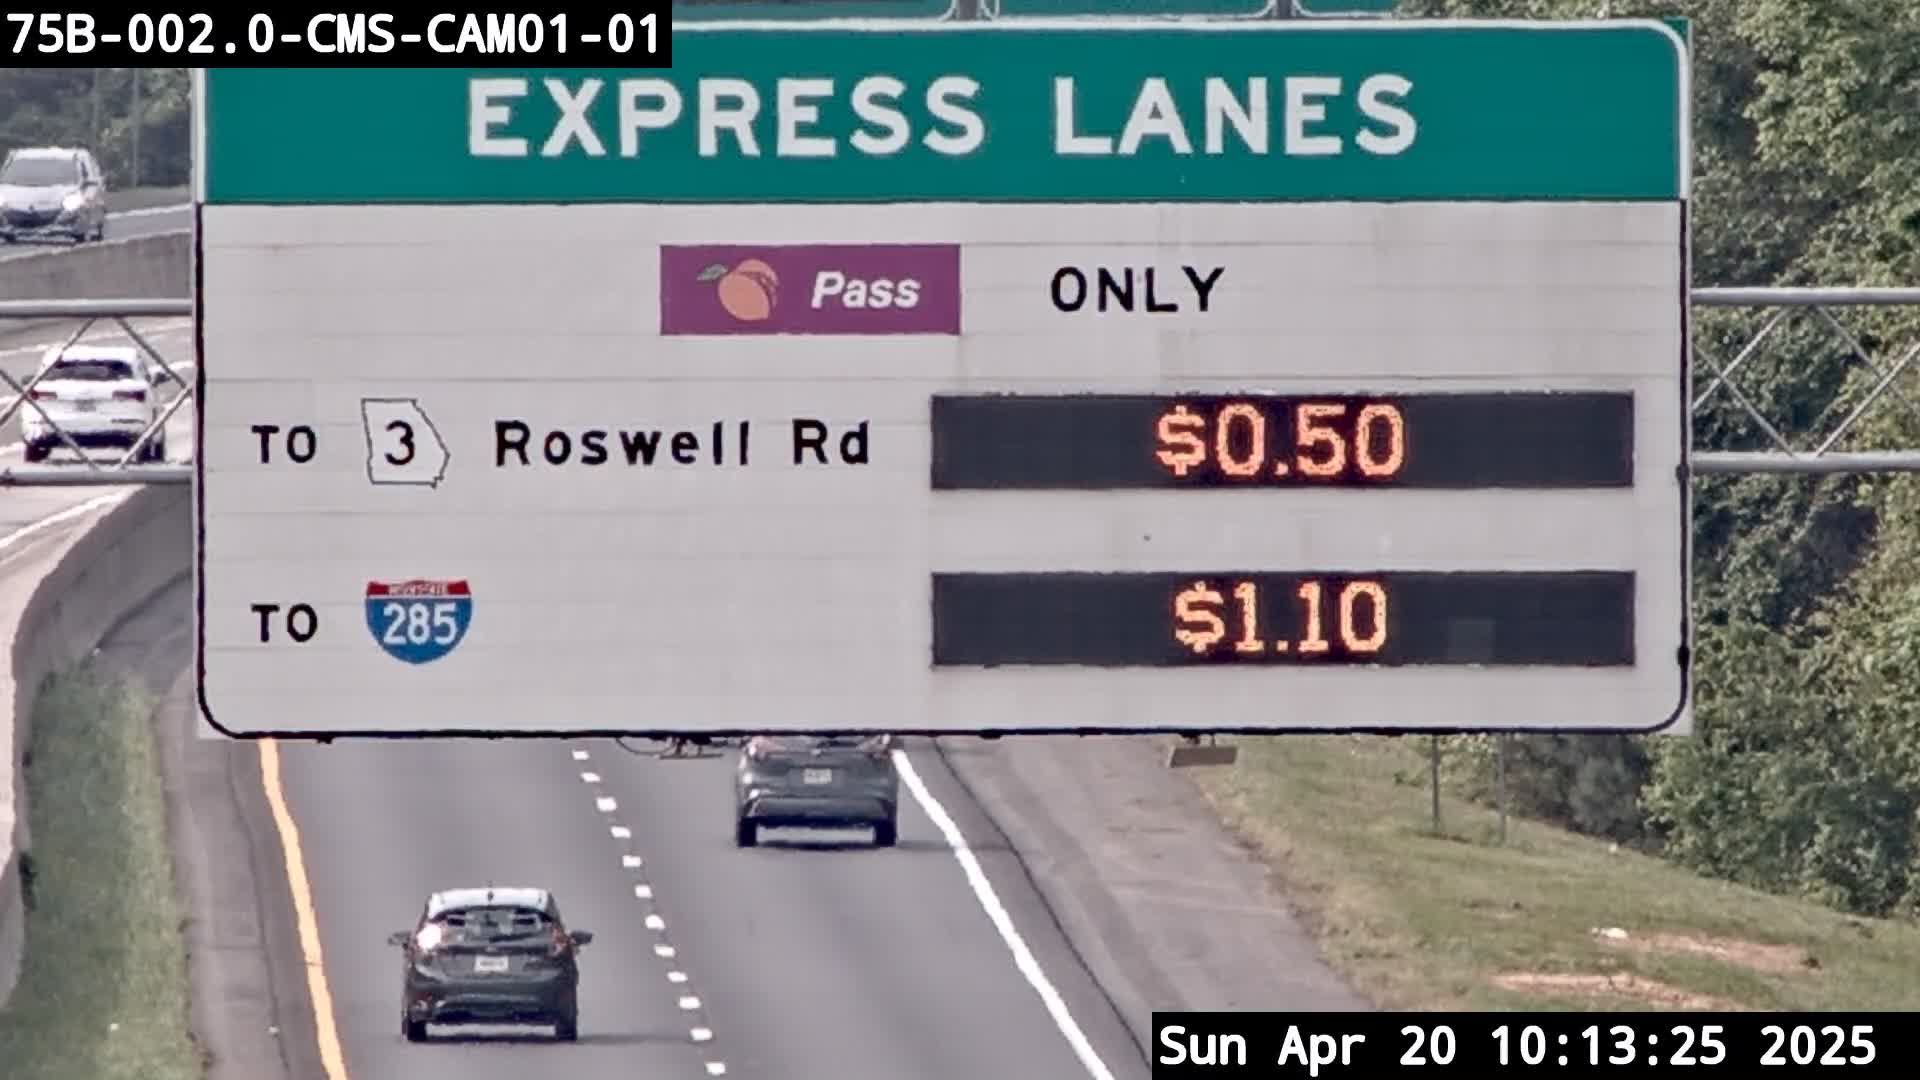 75B-002.0-CMS-CAM01-01
EXPRESS LANES
Pass ONLY
TO 3 Roswell Rd $0.50
TO INTERSTATE 285 $1.10
Sun Apr 20 10:13:25 2025